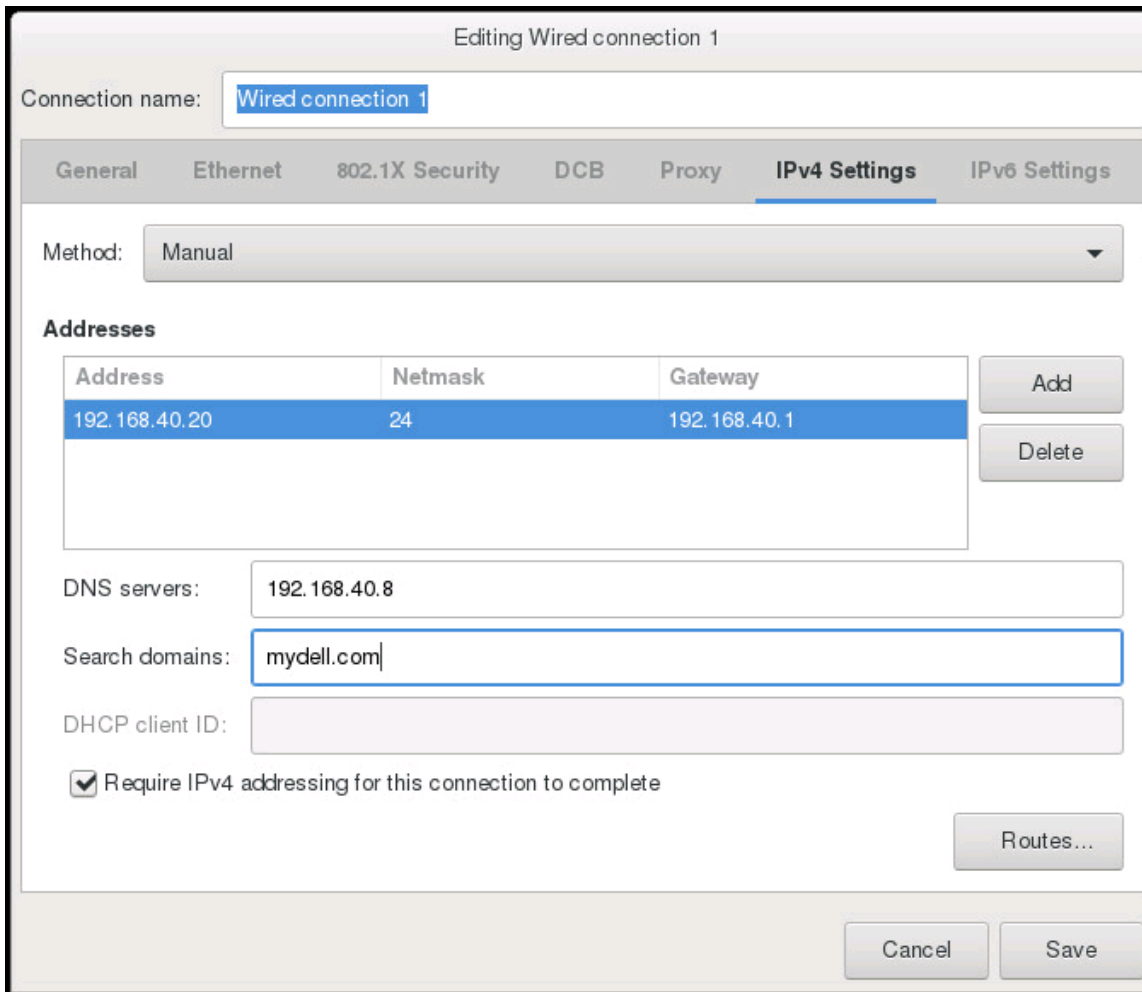 Editing Wired connection 1
Connection name: Wired connection 1
General Ethernet 802.1X Security DCB Proxy IPv4 Settings IPv6 Settings
Method: Manual
Addresses
Address Netmask Gateway
192.168.40.20 24 192.168.40.1
Add
Delete
DNS servers: 192.168.40.8
Search domains: mydell.com
DHCP client ID:
Require IPv4 addressing for this connection to complete
Routes...
Cancel Save